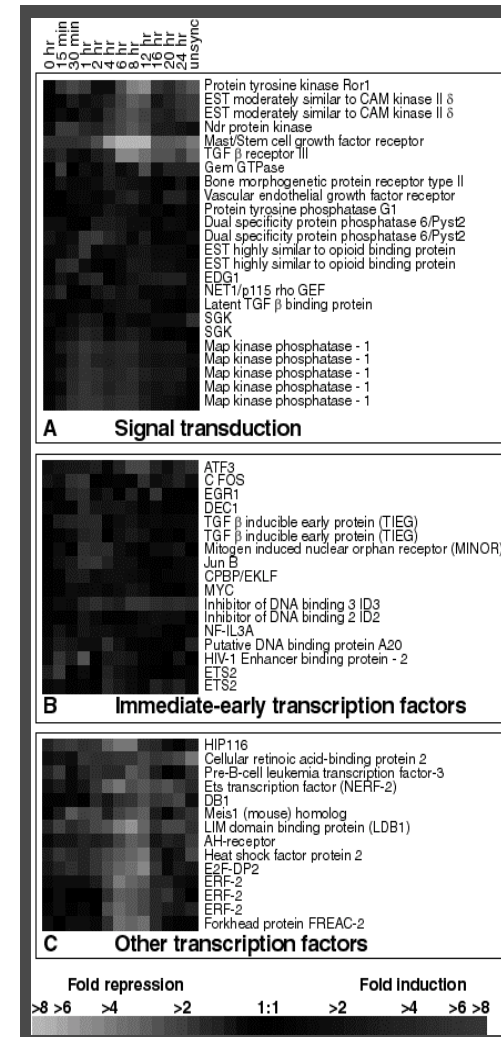 0 hr
15 min
30 min
1 hr
2 hr
4 hr
6 hr
8 hr
12 hr
16 hr
20 hr
24 hr
unsync
Protein tyrosine kinase Ror1
EST moderately similar to CAM kinase II δ
EST moderately similar to CAM kinase II δ
Ndr protein kinase
Mast/Stem cell growth factor receptor
TGF β receptor III
Gem GTPase
Bone morphogenetic protein receptor type II
Vascular endothelial growth factor receptor
Protein tyrosine phosphatase G1
Dual specificity protein phosphatase 6/Pyst2
Dual specificity protein phosphatase 6/Pyst2
EST highly similar to opioid binding protein
EST highly similar to opioid binding protein
EDG1
NET1/p115 rho GEF
Latent TGF β binding protein
SGK
SGK
Map kinase phosphatase - 1
Map kinase phosphatase - 1
Map kinase phosphatase - 1
Map kinase phosphatase - 1
Map kinase phosphatase - 1
A Signal transduction
ATF3
C FOS
EGR1
DEC1
TGF β inducible early protein (TIEG)
TGF β inducible early protein (TIEG)
Mitogen induced nuclear orphan receptor (MINOR)
Jun B
CPBP/EKLF
MYC
Inhibitor of DNA binding 3 ID3
Inhibitor of DNA binding 2 ID2
NF-IL3A
Putative DNA binding protein A20
HIV-1 Enhancer binding protein - 2
ETS2
ETS2
B Immediate-early transcription factors
HIP116
Cellular retinoic acid-binding protein 2
Pre-B-cell leukemia transcription factor-3
Ets transcription factor (NERF-2)
DB1
Meis1 (mouse) homolog
LIM domain binding protein (LDB1)
AH-receptor
Heat shock factor protein 2
E2F-DP2
ERF-2
ERF-2
ERF-2
Forkhead protein FREAC-2
C Other transcription factors
Fold repression Fold induction
>8 >6 >4 >2 1:1 >2 >4 >6 >8